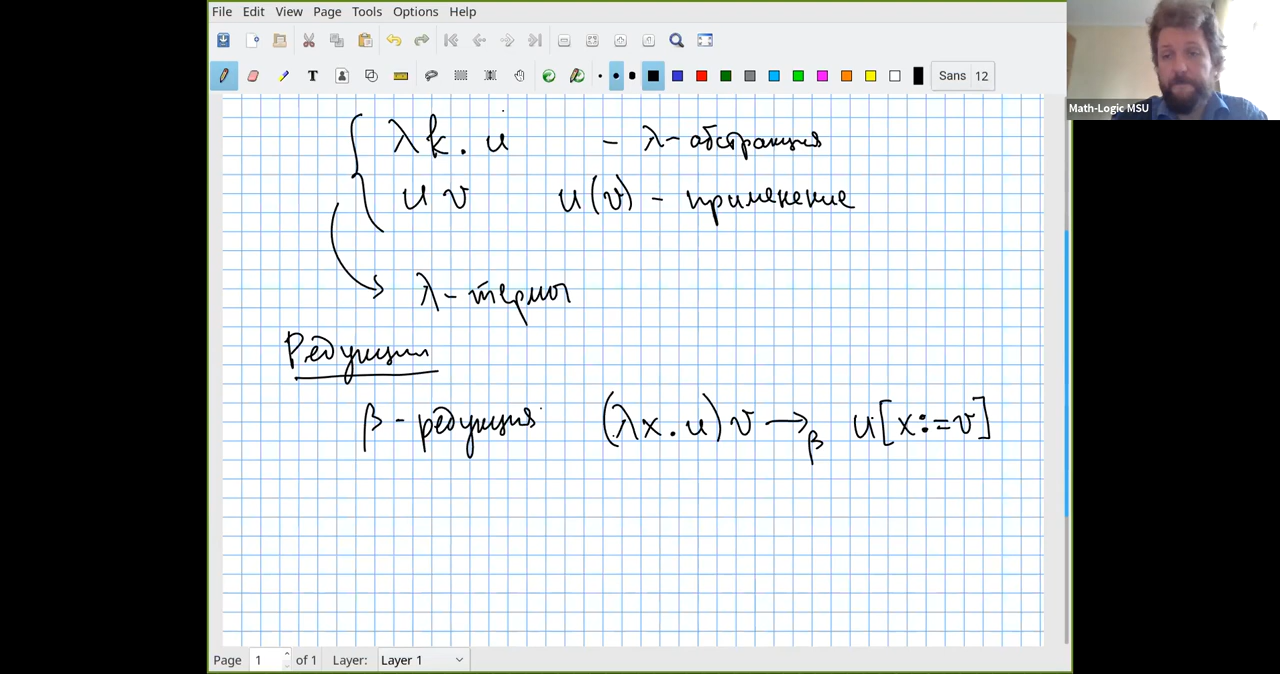 File Edit View Page Tools Options Help
Sans 12
Math-Logic MSU
λk. u – λ-абстракция
u v u(v) – применение
λ-термы
Редукции
β-редукция (λx.u)v →β u[x:=v]
Page 1 of 1 Layer: Layer 1